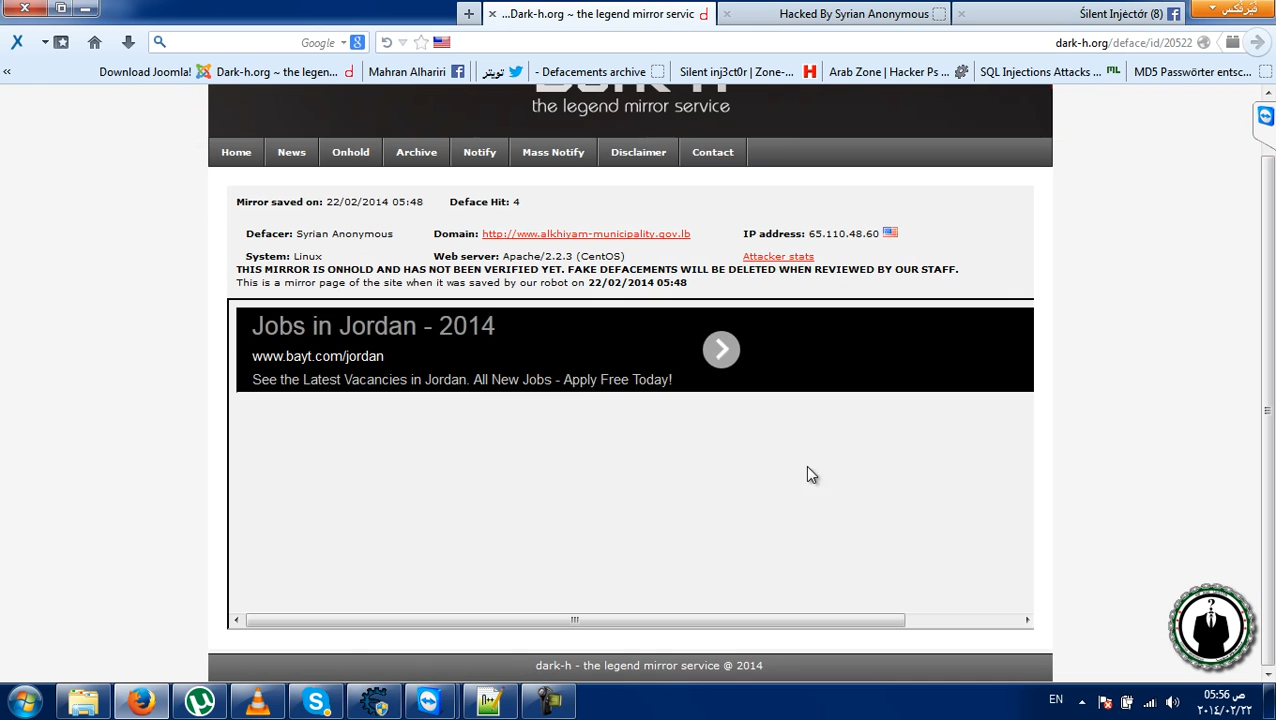 ...Dark-h.org ~ the legend mirror servic
Hacked By Syrian Anonymous
Śilent Injéctór (8)
فَيَرفُكس
Google
dark-h.org/deface/id/20522
Download Joomla!
Dark-h.org ~ the legen...
Mahran Alhariri
تويتر
- Defacements archive
Silent inj3ct0r | Zone-...
Arab Zone | Hacker Ps ...
SQL Injections Attacks ...
MD5 Passwörter entsc...
the legend mirror service
Home
News
Onhold
Archive
Notify
Mass Notify
Disclaimer
Contact
Mirror saved on: 22/02/2014 05:48
Deface Hit: 4
Defacer: Syrian Anonymous
Domain: http://www.alkhiyam-municipality.gov.lb
IP address: 65.110.48.60
System: Linux
Web server: Apache/2.2.3 (CentOS)
Attacker stats
THIS MIRROR IS ONHOLD AND HAS NOT BEEN VERIFIED YET. FAKE DEFACEMENTS WILL BE DELETED WHEN REVIEWED BY OUR STAFF.
This is a mirror page of the site when it was saved by our robot on 22/02/2014 05:48
Jobs in Jordan - 2014
www.bayt.com/jordan
See the Latest Vacancies in Jordan. All New Jobs - Apply Free Today!
dark-h - the legend mirror service @ 2014
EN
05:56 ص
٢٠١٤/٠٢/٢٢